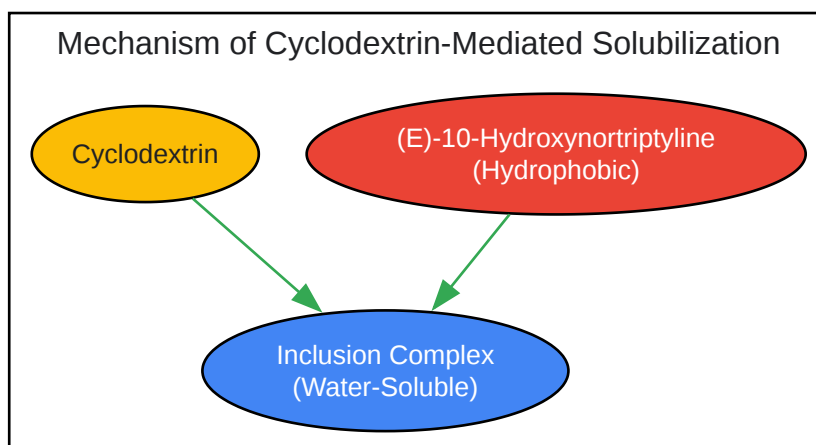 Mechanism of Cyclodextrin-Mediated Solubilization
Cyclodextrin
(E)-10-Hydroxynortriptyline
(Hydrophobic)
Inclusion Complex
(Water-Soluble)